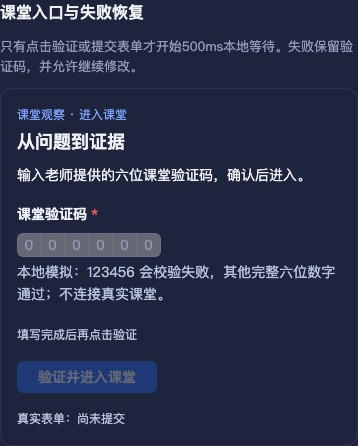 课堂入口与失败恢复
只有点击验证或提交表单才开始500ms本地等待。失败保留验
证码，并允许继续修改。
课堂观察 · 进入课堂
从问题到证据
输入老师提供的六位课堂验证码，确认后进入。
课堂验证码 *
0 0 0 0 0 0
本地模拟：123456 会校验失败，其他完整六位数字
通过；不连接真实课堂。
填写完成后再点击验证
验证并进入课堂
真实表单：尚未提交